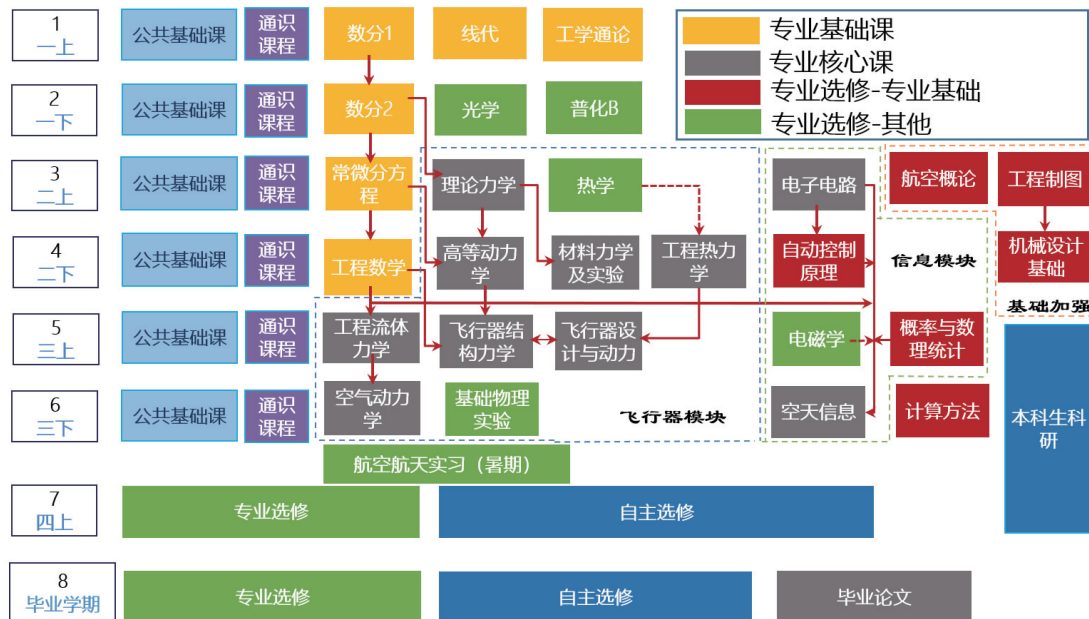 1
一上
公共基础课
通识
课程
数分1
线代
工学通论
专业基础课
专业核心课
专业选修-专业基础
专业选修-其他
2
一下
公共基础课
通识
课程
数分2
光学
普化B
3
二上
公共基础课
通识
课程
常微分方
程
理论力学
热学
电子电路
航空概论
工程制图
4
二下
公共基础课
通识
课程
工程数学
高等动力
学
材料力学
及实验
工程热力
学
自动控制
原理
信息模块
机械设计
基础
基础加强
5
三上
公共基础课
通识
课程
工程流体
力学
飞行器结
构力学
飞行器设
计与动力
电磁学
概率与数
理统计
6
三下
公共基础课
通识
课程
空气动力
学
基础物理
实验
飞行器模块
空天信息
计算方法
本科生科
研
航空航天实习（暑期）
7
四上
专业选修
自主选修
8
毕业学期
专业选修
自主选修
毕业论文